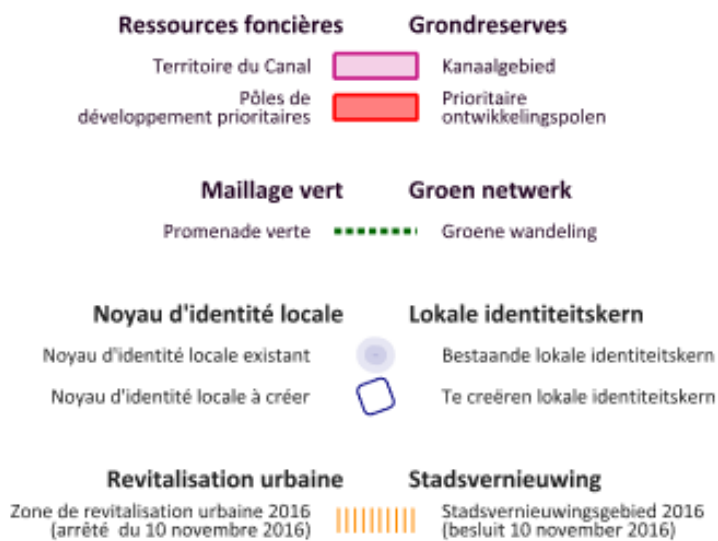 Ressources foncières Grondreserves
Territoire du Canal Kanaalgebied
Pôles de Prioritaire
développement prioritaires ontwikkelingspolen
Maillage vert Groen netwerk
Promenade verte Groene wandeling
Noyau d'identité locale Lokale identiteitskern
Noyau d'identité locale existant Bestaande lokale identiteitskern
Noyau d'identité locale à créer Te creëren lokale identiteitskern
Revitalisation urbaine Stadsvernieuwing
Zone de revitalisation urbaine 2016 Stadsvernieuwingsgebied 2016
(arrêté du 10 novembre 2016) (besluit 10 november 2016)